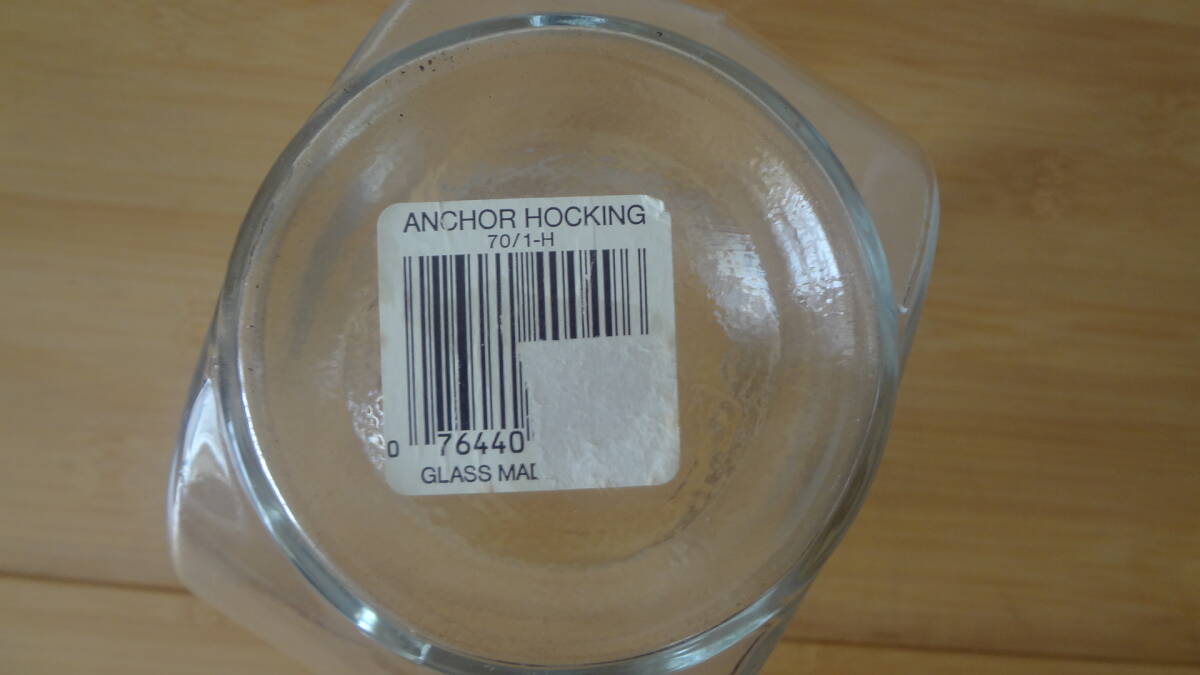 ANCHOR HOCKING
70/1-H
0 76440
GLASS MAD